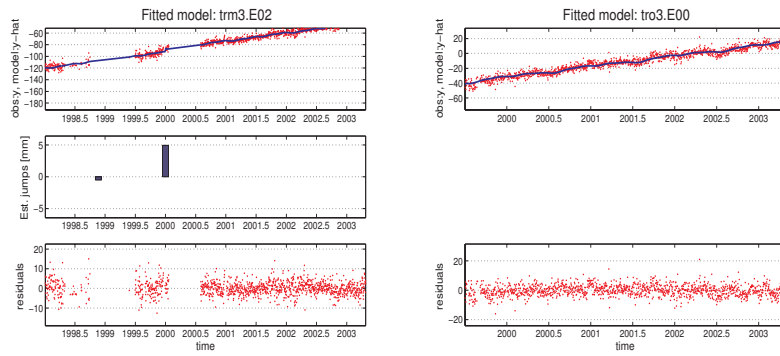 Fitted model: trm3.E02
obs:y, model:y-hat
-60
-80
-100
-120
-140
-160
-180
1998.5 1999 1999.5 2000 2000.5 2001 2001.5 2002 2002.5 2003
Est. jumps [mm]
5
0
-5
1998.5 1999 1999.5 2000 2000.5 2001 2001.5 2002 2002.5 2003
residuals
20
10
0
-10
1998.5 1999 1999.5 2000 2000.5 2001 2001.5 2002 2002.5 2003
time
Fitted model: tro3.E00
obs:y, model:y-hat
20
0
-20
-40
-60
2000 2000.5 2001 2001.5 2002 2002.5 2003
residuals
20
0
-20
2000 2000.5 2001 2001.5 2002 2002.5 2003
time